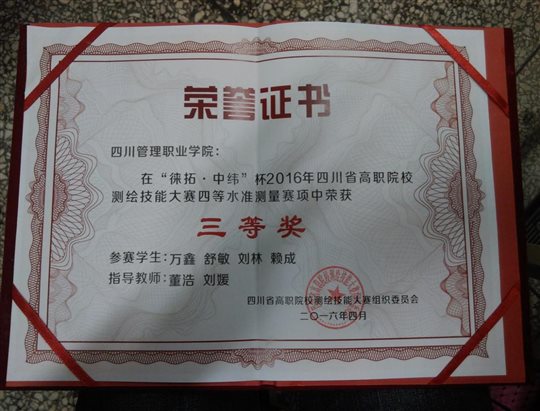 荣誉证书
四川管理职业学院：
在“徕拓·中纬”杯2016年四川省高职院校
测绘技能大赛四等水准测量赛项中荣获
三等奖
参赛学生：万鑫 舒敏 刘林 赖成
指导教师：董浩 刘媛
四川省高职院校测绘技能大赛组织委员会
二〇一六年四月